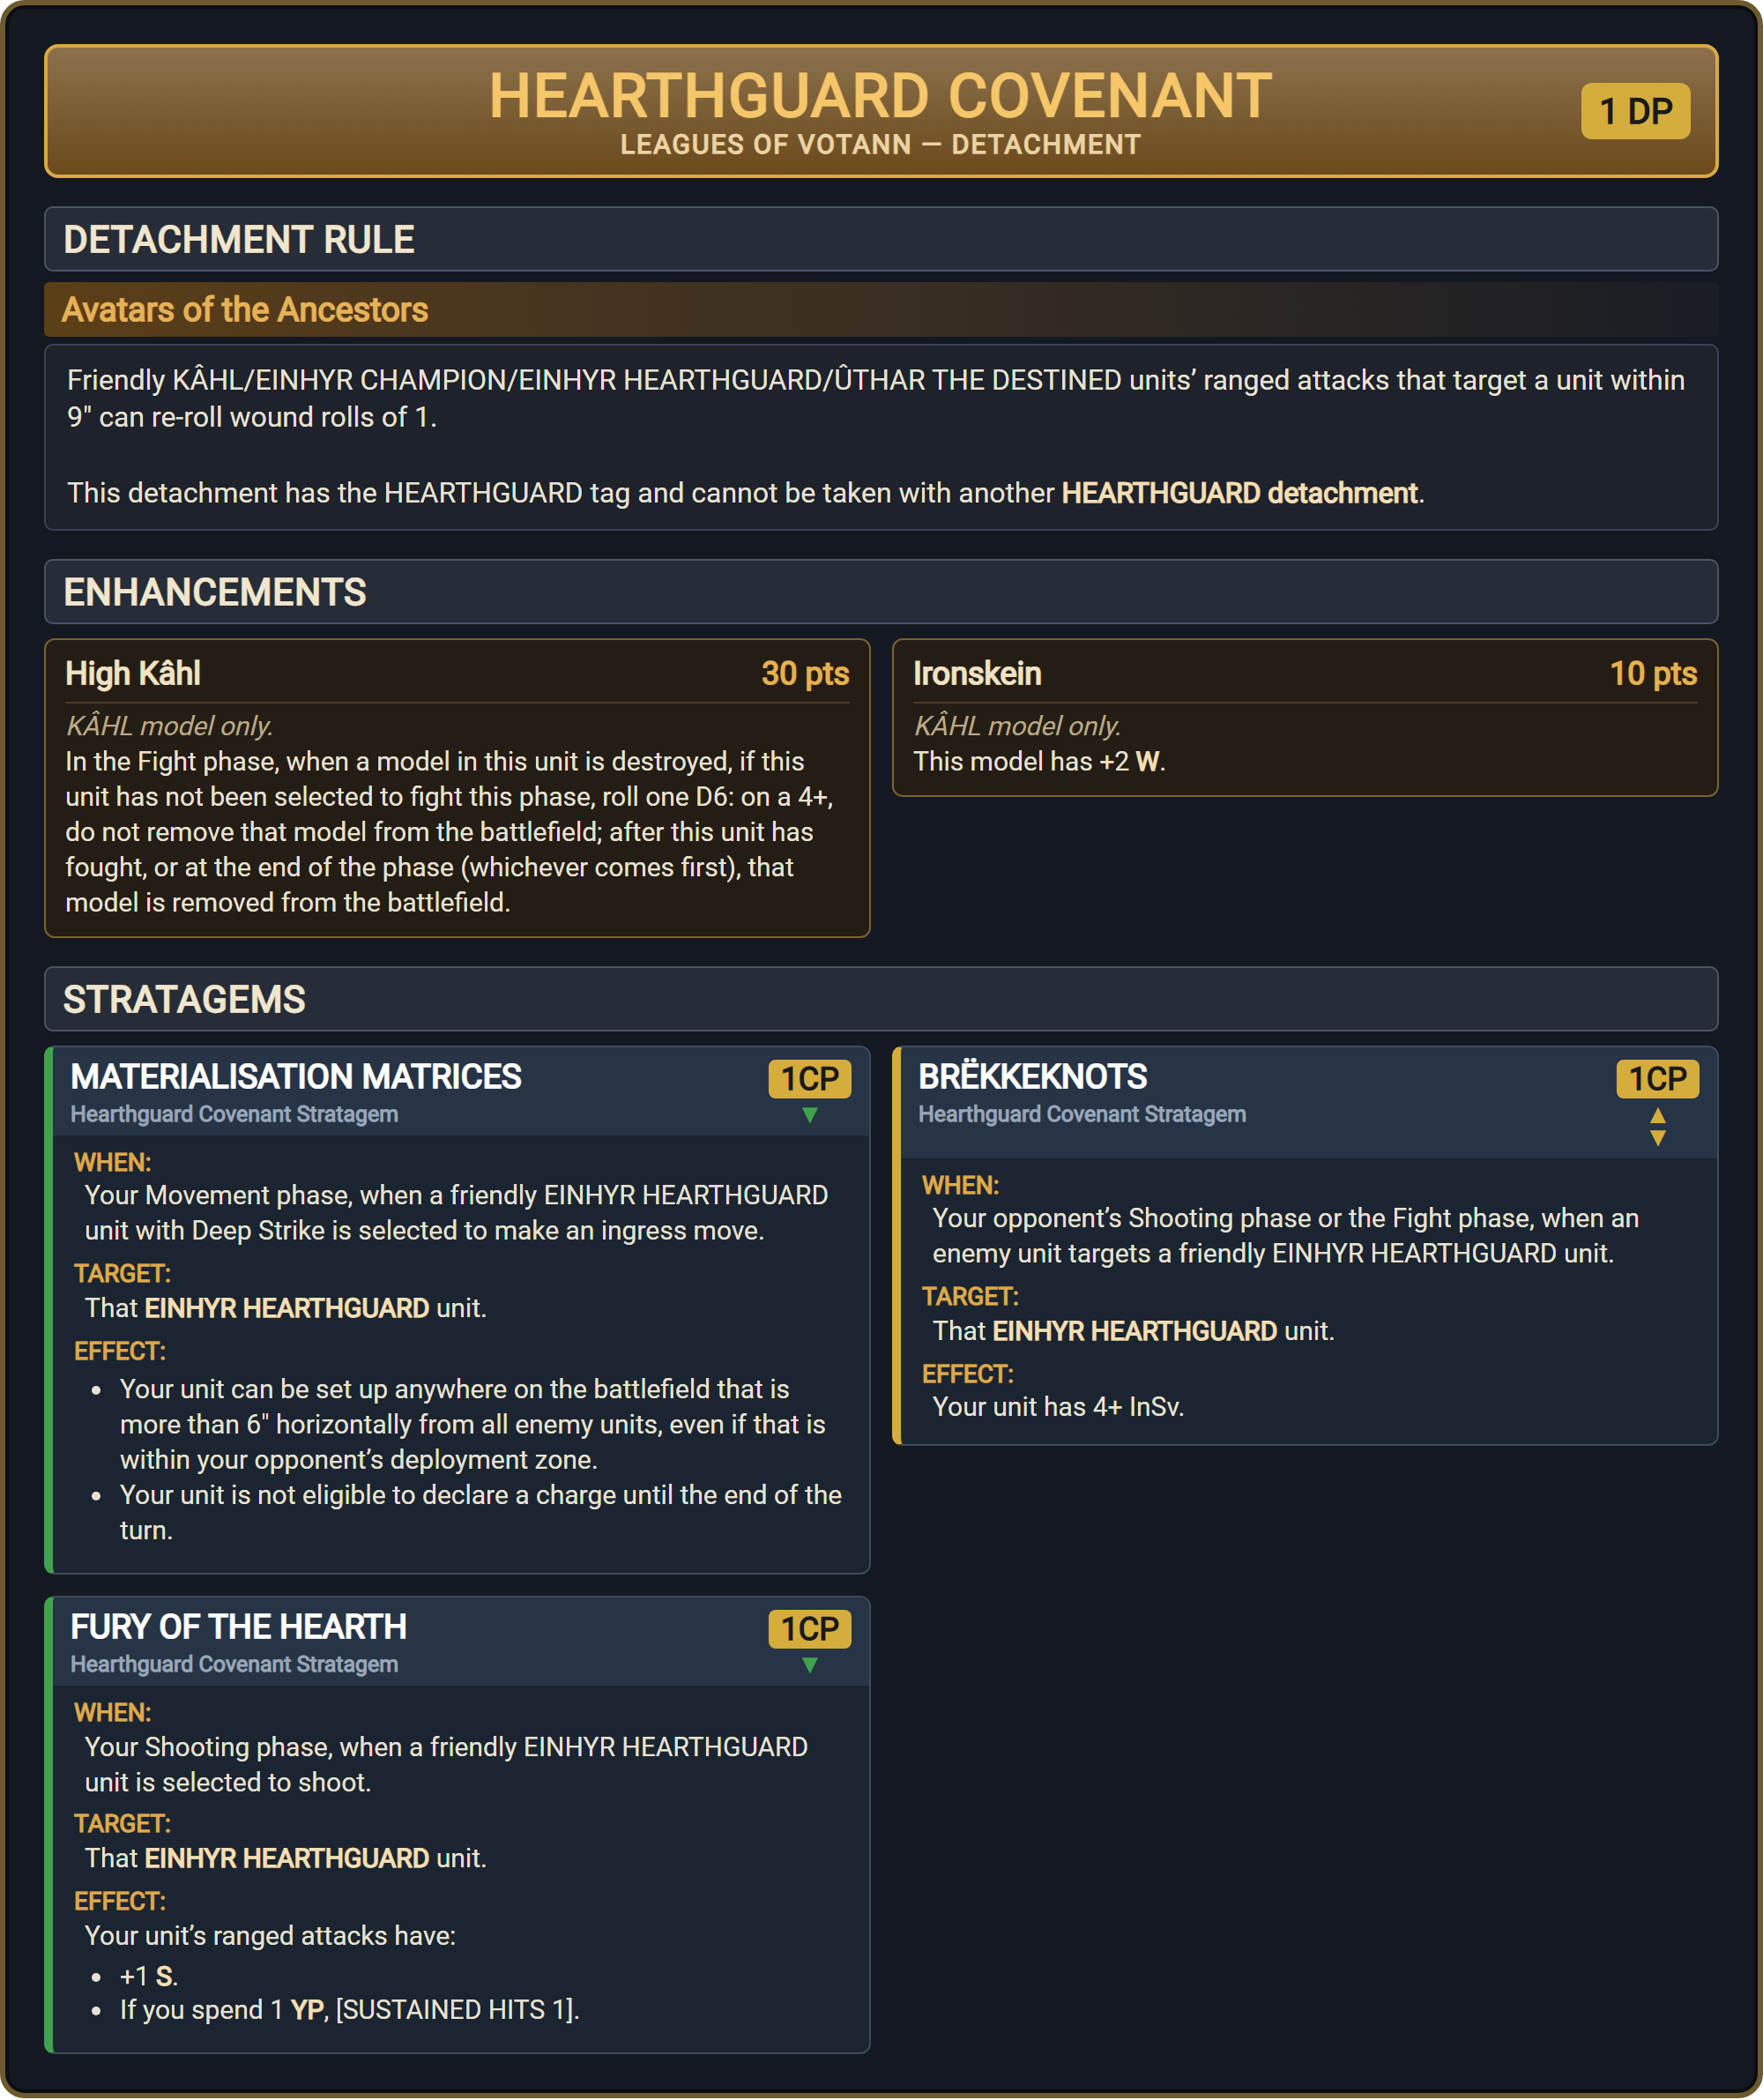 HEARTHGUARD COVENANT
LEAGUES OF VOTANN — DETACHMENT
1 DP
DETACHMENT RULE
Avatars of the Ancestors
Friendly KÂHL/EINHYR CHAMPION/EINHYR HEARTHGUARD/ÛTHAR THE DESTINED units’ ranged attacks that target a unit within
9" can re-roll wound rolls of 1.
This detachment has the HEARTHGUARD tag and cannot be taken with another HEARTHGUARD detachment.
ENHANCEMENTS
High Kâhl
30 pts
KÂHL model only.
In the Fight phase, when a model in this unit is destroyed, if this
unit has not been selected to fight this phase, roll one D6: on a 4+,
do not remove that model from the battlefield; after this unit has
fought, or at the end of the phase (whichever comes first), that
model is removed from the battlefield.
Ironskein
10 pts
KÂHL model only.
This model has +2 W.
STRATAGEMS
MATERIALISATION MATRICES
1CP
Hearthguard Covenant Stratagem
▼
WHEN:
Your Movement phase, when a friendly EINHYR HEARTHGUARD
unit with Deep Strike is selected to make an ingress move.
TARGET:
That EINHYR HEARTHGUARD unit.
EFFECT:
• Your unit can be set up anywhere on the battlefield that is
more than 6" horizontally from all enemy units, even if that is
within your opponent’s deployment zone.
• Your unit is not eligible to declare a charge until the end of the
turn.
BRËKKEKNOTS
1CP
Hearthguard Covenant Stratagem
▲
▼
WHEN:
Your opponent’s Shooting phase or the Fight phase, when an
enemy unit targets a friendly EINHYR HEARTHGUARD unit.
TARGET:
That EINHYR HEARTHGUARD unit.
EFFECT:
Your unit has 4+ InSv.
FURY OF THE HEARTH
1CP
Hearthguard Covenant Stratagem
▼
WHEN:
Your Shooting phase, when a friendly EINHYR HEARTHGUARD
unit is selected to shoot.
TARGET:
That EINHYR HEARTHGUARD unit.
EFFECT:
Your unit’s ranged attacks have:
• +1 S.
• If you spend 1 YP, [SUSTAINED HITS 1].